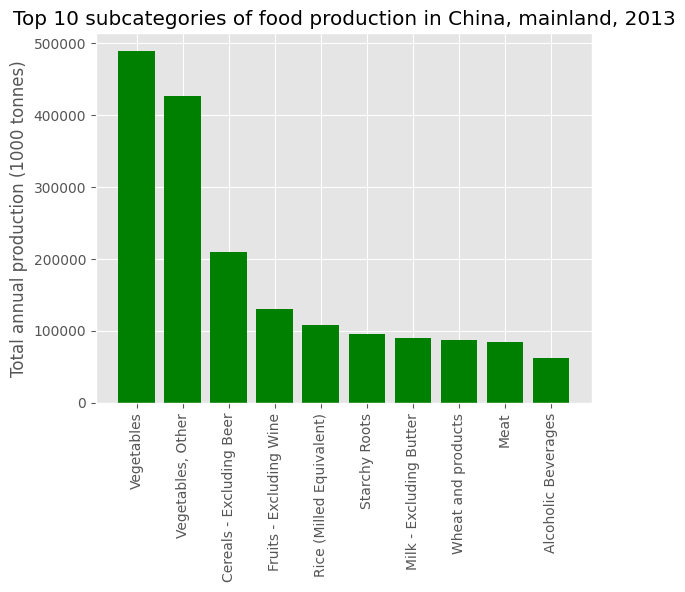 Top 10 subcategories of food production in China, mainland, 2013
Total annual production (1000 tonnes)
500000
400000
300000
200000
100000
0
Vegetables
Vegetables, Other
Cereals - Excluding Beer
Fruits - Excluding Wine
Rice (Milled Equivalent)
Starchy Roots
Milk - Excluding Butter
Wheat and products
Meat
Alcoholic Beverages